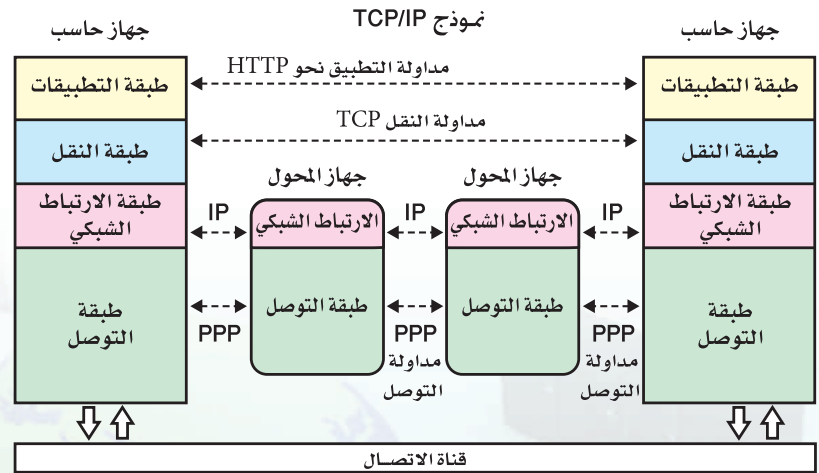 نموذج TCP/IP
جهاز حاسب
جهاز حاسب
طبقة التطبيقات
مداولة التطبيق نحو HTTP
طبقة التطبيقات
طبقة النقل
مداولة النقل TCP
طبقة النقل
جهاز المحول
جهاز المحول
طبقة الارتباط
الشبكي
IP
الارتباط الشبكي
IP
الارتباط الشبكي
IP
طبقة الارتباط
الشبكي
طبقة
التوصل
PPP
مداولة
التوصل
طبقة التوصل
PPP
مداولة
التوصل
طبقة التوصل
PPP
طبقة
التوصل
قناة الاتصـال